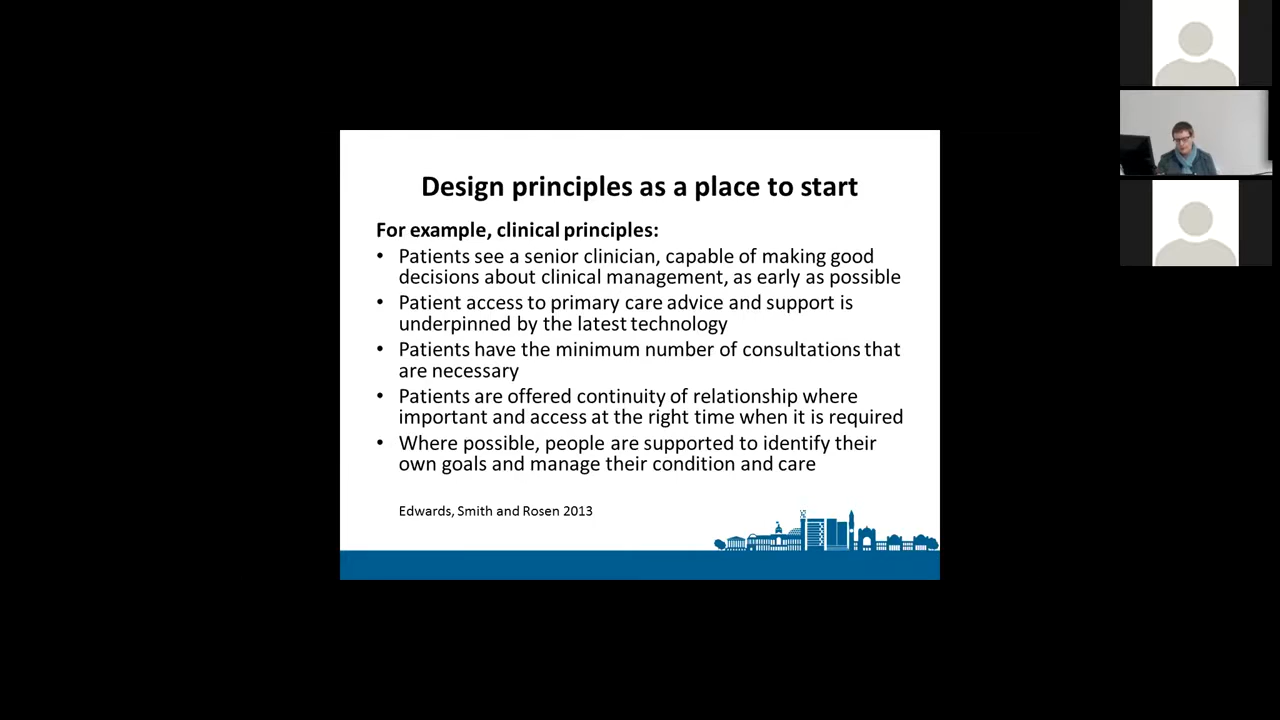 Design principles as a place to start
For example, clinical principles:
• Patients see a senior clinician, capable of making good
decisions about clinical management, as early as possible
• Patient access to primary care advice and support is
underpinned by the latest technology
• Patients have the minimum number of consultations that
are necessary
• Patients are offered continuity of relationship where
important and access at the right time when it is required
• Where possible, people are supported to identify their
own goals and manage their condition and care
Edwards, Smith and Rosen 2013